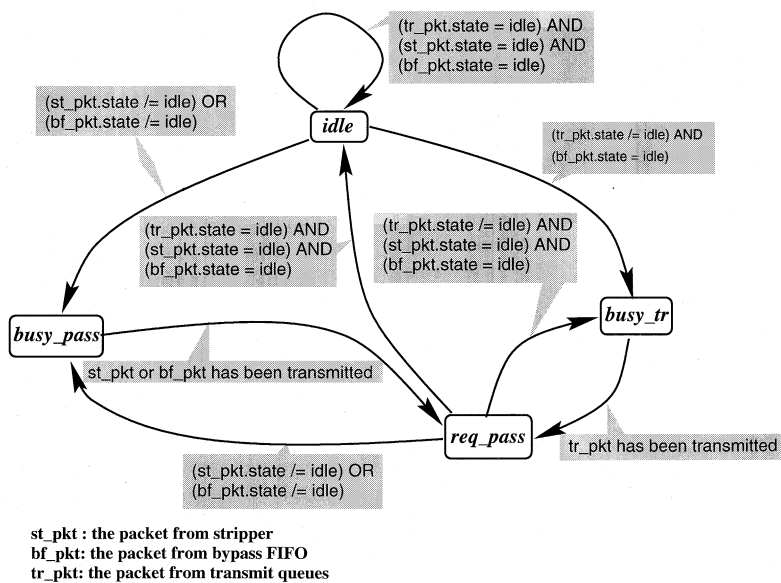 (tr_pkt.state = idle) AND
(st_pkt.state = idle) AND
(bf_pkt.state = idle)
(st_pkt.state /= idle) OR
(bf_pkt.state /= idle)
idle
(tr_pkt.state /= idle) AND
(bf_pkt.state = idle)
(tr_pkt.state = idle) AND
(st_pkt.state = idle) AND
(bf_pkt.state = idle)
(tr_pkt.state /= idle) AND
(st_pkt.state = idle) AND
(bf_pkt.state = idle)
busy_pass
busy_tr
st_pkt or bf_pkt has been transmitted
req_pass
tr_pkt has been transmitted
(st_pkt.state /= idle) OR
(bf_pkt.state /= idle)
st_pkt : the packet from stripper
bf_pkt: the packet from bypass FIFO
tr_pkt: the packet from transmit queues